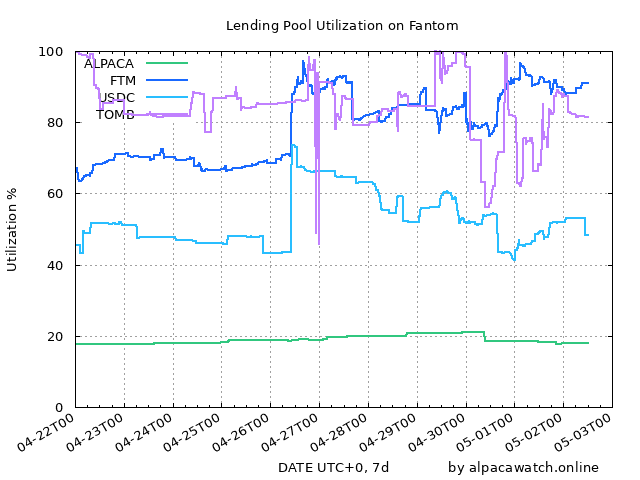 Lending Pool Utilization on Fantom
100
80
60
40
20
0
Utilization %
ALPACA
FTM
USDC
TOMB
04-22T00
04-23T00
04-24T00
04-25T00
04-26T00
04-27T00
04-28T00
04-29T00
04-30T00
05-01T00
05-02T00
05-03T00
DATE UTC+0, 7d by alpacawatch.online